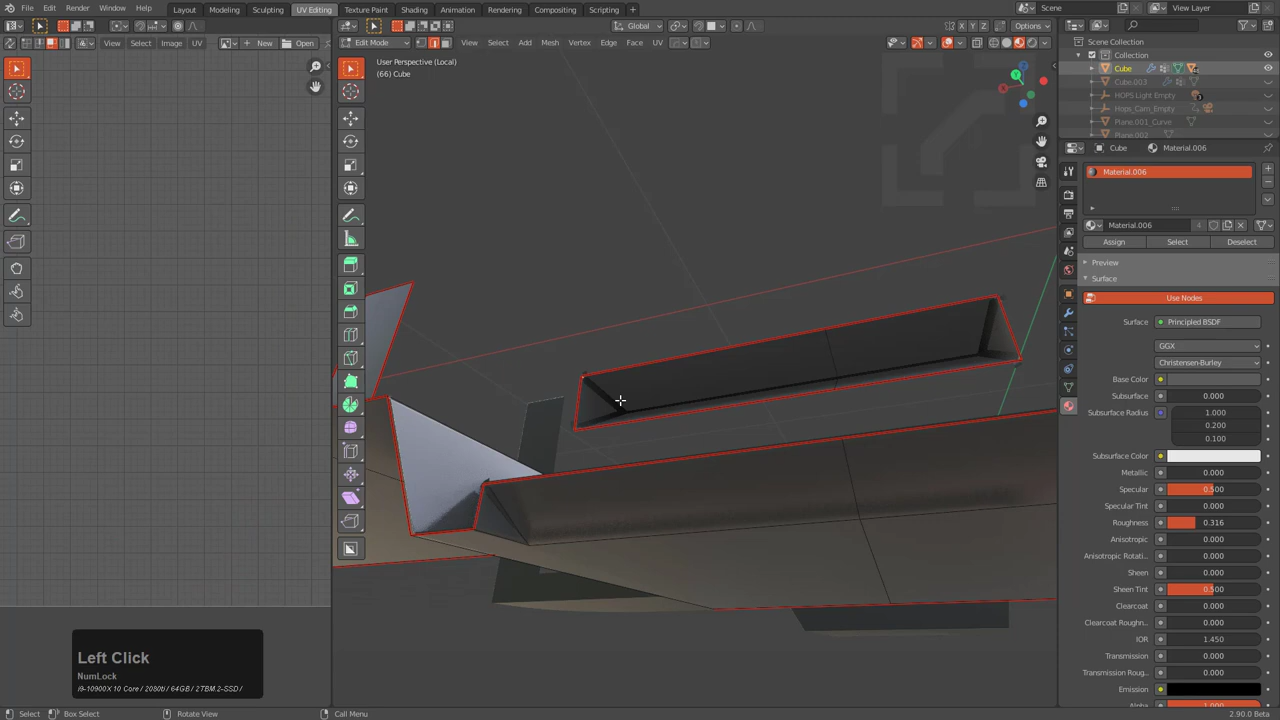 File Edit Render Window Help Layout Modeling Sculpting UV Editing Texture Paint Shading Animation Rendering Compositing Scripting + Scene View Layer
Global X Y Z Options
View Select Image UV New Open Edit Mode View Select Add Mesh Vertex Edge Face UV
User Perspective (Local)
(66) Cube
Scene Collection
Collection
Cube
Cube.003
HOPS Light Empty
Hops_Cam_Empty
Plane.001_Curve
Plane.002
Cube Material.006
Material.006
Material.006 4
Assign Select Deselect
Preview
Surface
Use Nodes
Surface Principled BSDF
GGX
Christensen-Burley
Base Color
Subsurface 0.000
Subsurface Radius 1.000
0.200
0.100
Subsurface Color
Metallic 0.000
Specular 0.500
Specular Tint 0.000
Roughness 0.316
Anisotropic 0.000
Anisotropic Rotati.. 0.000
Sheen 0.000
Sheen Tint 0.500
Clearcoat 0.000
Clearcoat Roughn.. 0.000
IOR 1.450
Transmission 0.000
Transmission Roug.. 0.000
Emission
Alpha 1.000
Left Click
NumLock
i9-10900X 10 Core / 2080ti / 64GB / 2TBM.2-SSD /
Select Box Select Rotate View Call Menu 2.90.0 Beta